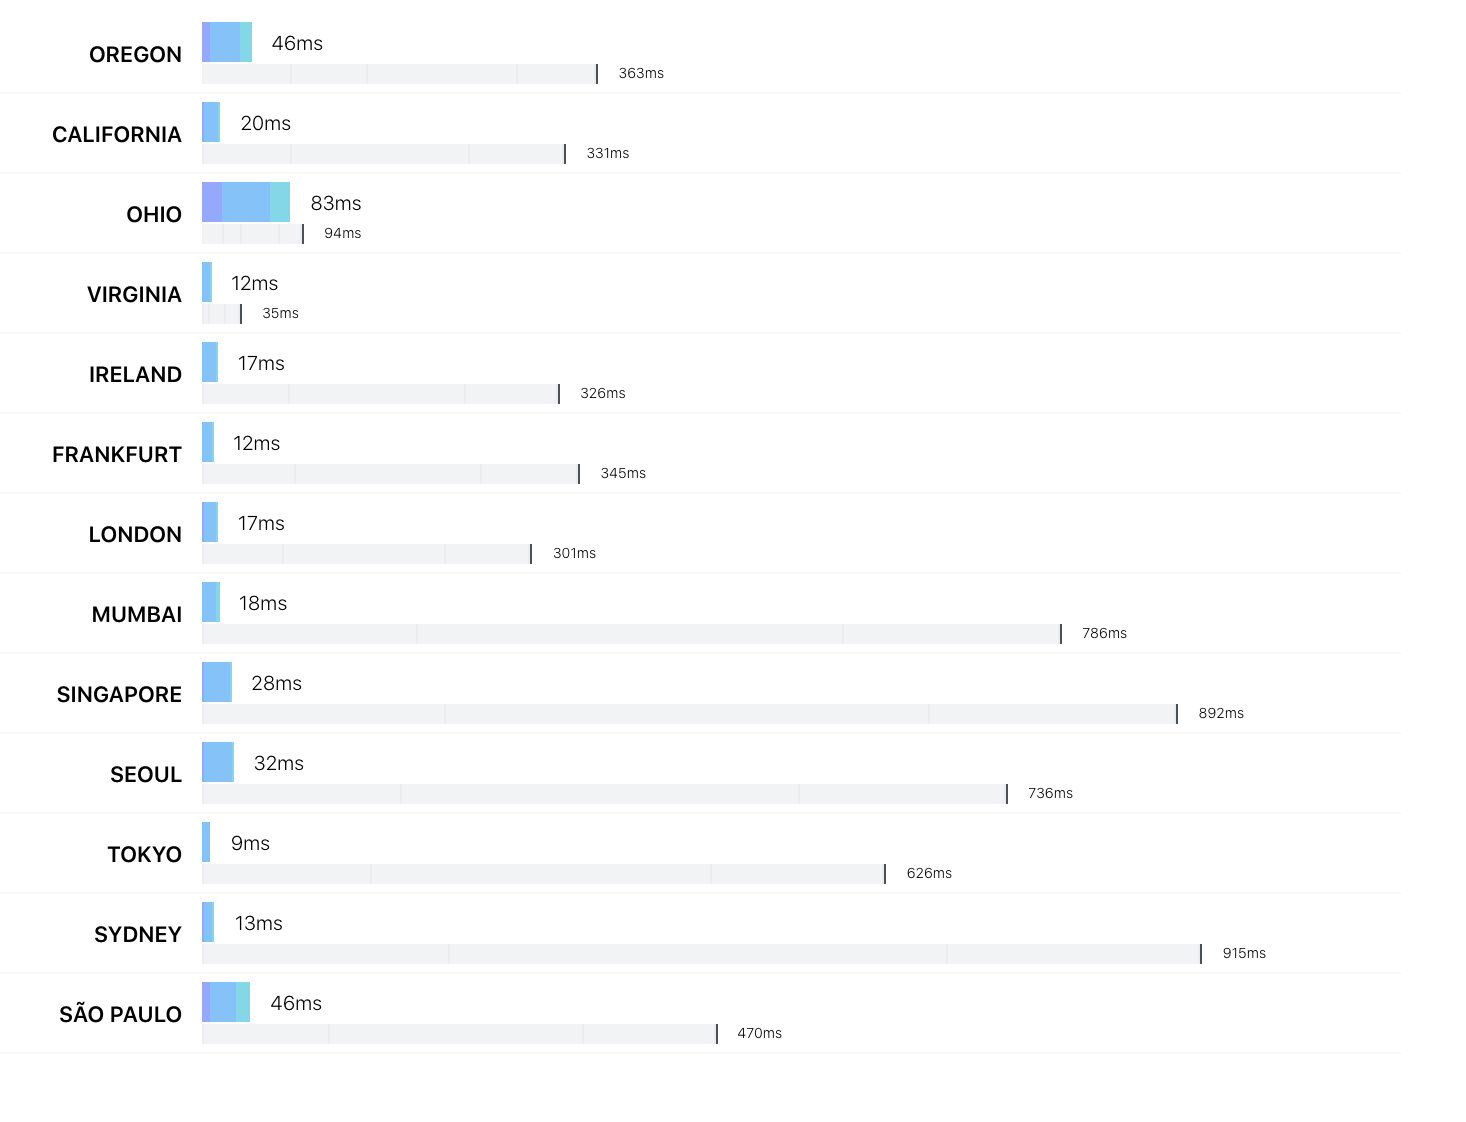 OREGON
46ms
363ms
CALIFORNIA
20ms
331ms
OHIO
83ms
94ms
VIRGINIA
12ms
35ms
IRELAND
17ms
326ms
FRANKFURT
12ms
345ms
LONDON
17ms
301ms
MUMBAI
18ms
786ms
SINGAPORE
28ms
892ms
SEOUL
32ms
736ms
TOKYO
9ms
626ms
SYDNEY
13ms
915ms
SÃO PAULO
46ms
470ms